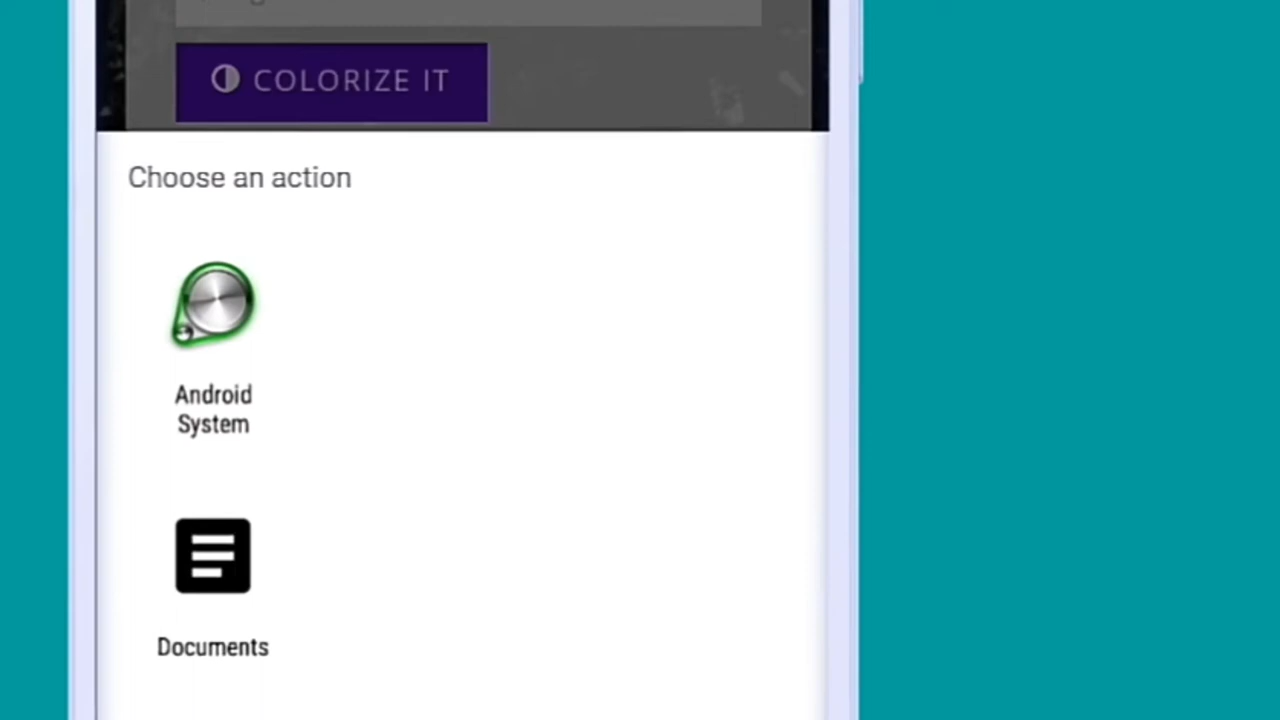 COLORIZE IT
Choose an action
Android
System
Documents